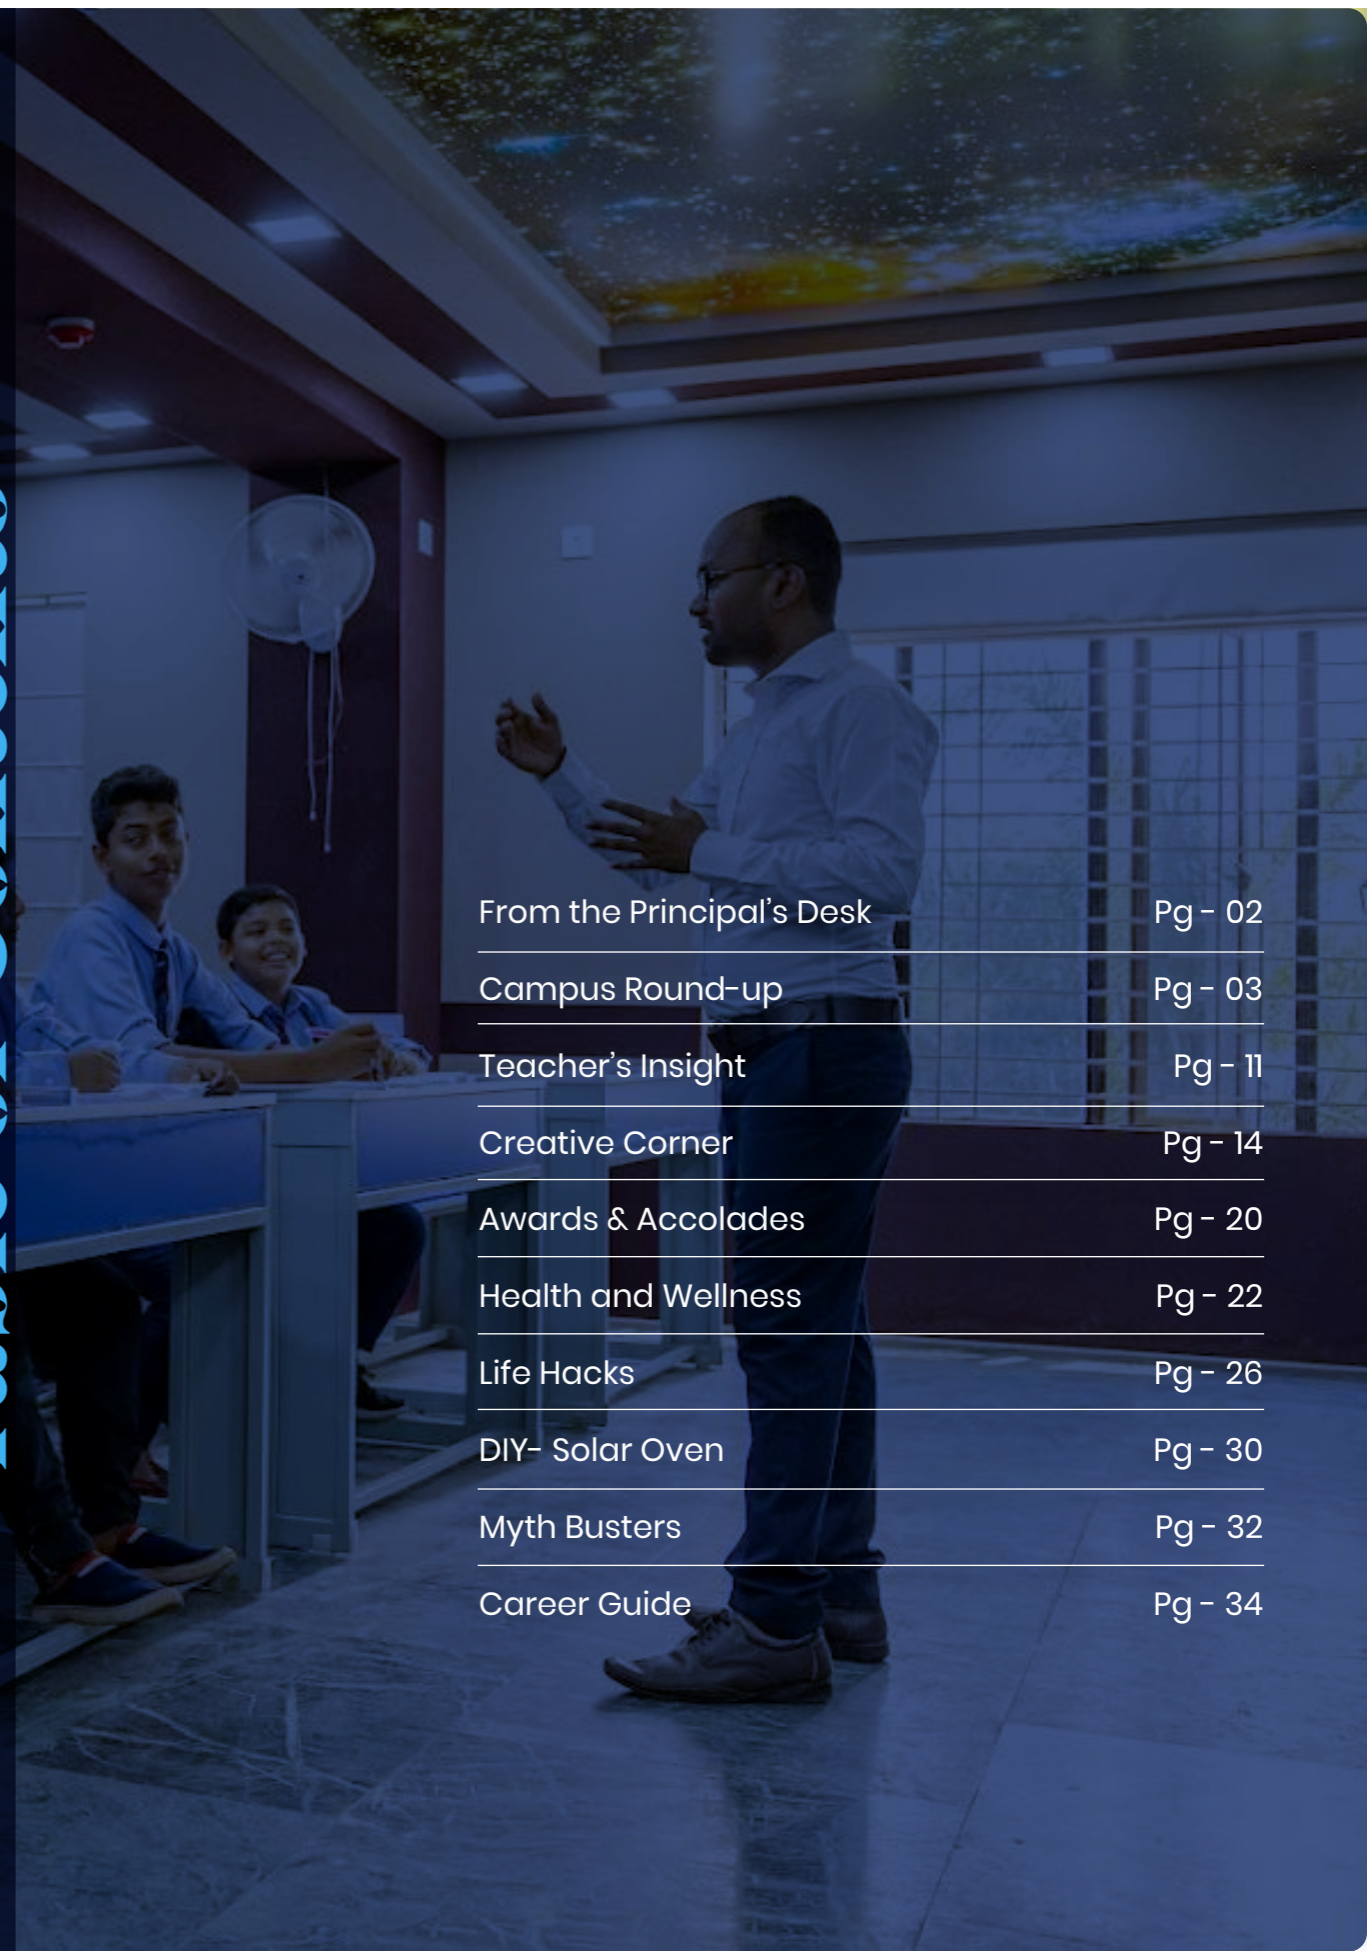 From the Principal's Desk Pg - 02
Campus Round-up Pg - 03
Teacher's Insight Pg - 11
Creative Corner Pg - 14
Awards & Accolades Pg - 20
Health and Wellness Pg - 22
Life Hacks Pg - 26
DIY- Solar Oven Pg - 30
Myth Busters Pg - 32
Career Guide Pg - 34